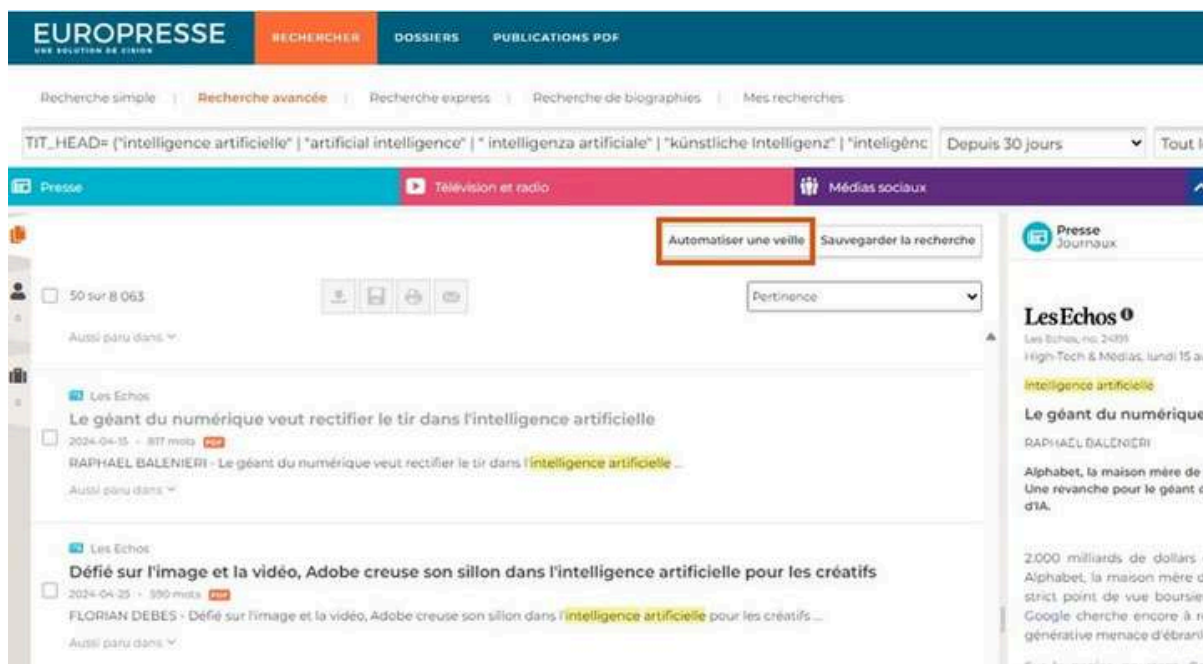 EUROPRESSE
UNE SOLUTION DE CISION
RECHERCHER DOSSIERS PUBLICATIONS PDF
Recherche simple | Recherche avancée | Recherche express | Recherche de biographies | Mes recherches
TIT_HEAD= ("intelligence artificielle" | "artificial intelligence" | " intelligenza artificiale" | "künstliche Intelligenz" | "inteligênc Depuis 30 jours Tout l
Presse Télévision et radio Médias sociaux
Automatiser une veille Sauvegarder la recherche
50 sur 8 063
Pertinence
Aussi paru dans
Les Echos
Le géant du numérique veut rectifier le tir dans l'intelligence artificielle
2024-04-15 - 817 mots PDF
RAPHAEL BALENIERI - Le géant du numérique veut rectifier le tir dans l'intelligence artificielle ...
Aussi paru dans
Les Echos
Défié sur l'image et la vidéo, Adobe creuse son sillon dans l'intelligence artificielle pour les créatifs
2024-04-25 - 590 mots PDF
FLORIAN DEBES - Défié sur l'image et la vidéo, Adobe creuse son sillon dans l'intelligence artificielle pour les créatifs ...
Aussi paru dans
Presse
Journaux
Les Echos
Les Echos, no.
High-Tech & Médias, lundi 15 a
intelligence artificielle
Le géant du numérique
RAPHAEL BALENIERI
Alphabet, la maison mère de
Une revanche pour le géant d
d'IA.
2.000 milliards de dollars
Alphabet, la maison mère d
strict point de vue boursie
Google cherche encore à r
générative menace d'ébranl